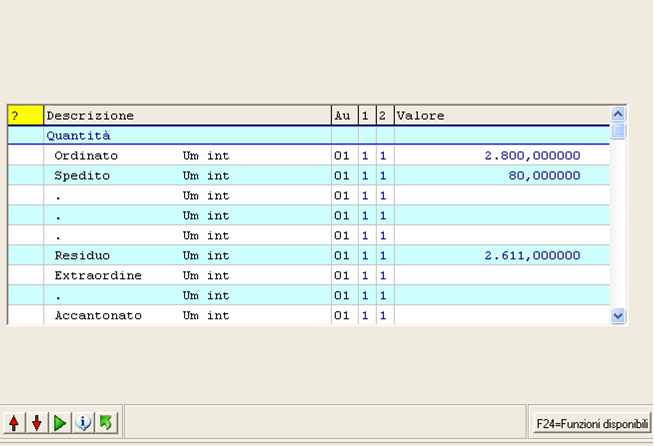 ? Descrizione Au 1 2 Valore
Quantità
Ordinato Um int 01 1 1 2.800,000000
Spedito Um int 01 1 1 80,000000
. Um int 01 1 1
. Um int 01 1 1
. Um int 01 1 1
Residuo Um int 01 1 1 2.611,000000
Extraordine Um int 01 1 1
. Um int 01 1 1
Accantonato Um int 01 1 1
F24=Funzioni disponibili